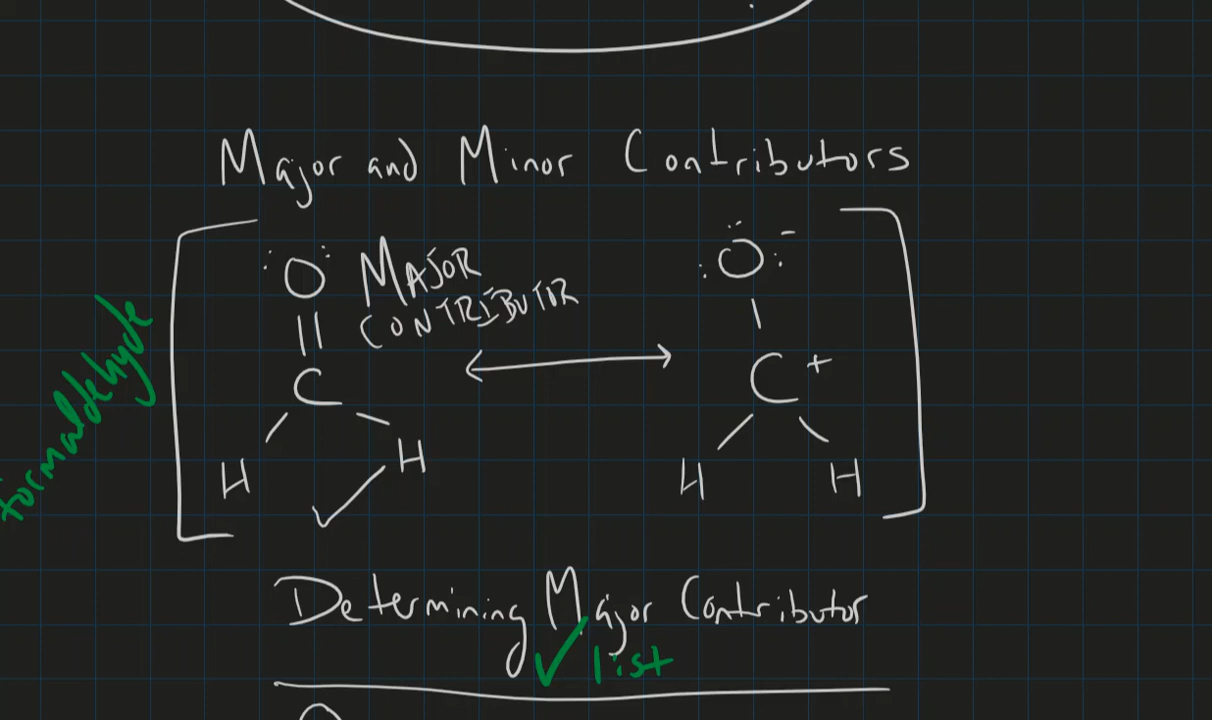 Major and Minor Contributors
:O: MAJOR
CONTRIBUTOR
||
C
H H
:Ö: -
|
C +
H H
formaldehyde
Determining Major Contributor
✓ list